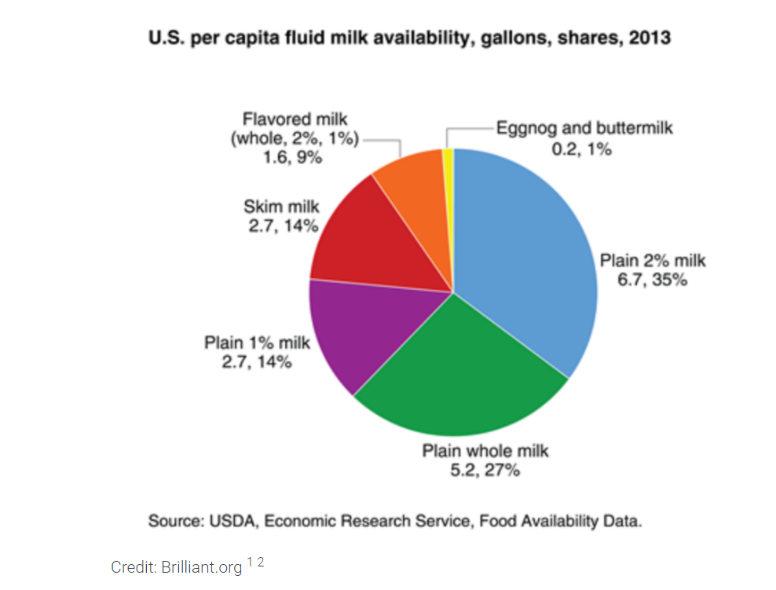 U.S. per capita fluid milk availability, gallons, shares, 2013
Flavored milk
(whole, 2%, 1%)
1.6, 9%
Eggnog and buttermilk
0.2, 1%
Skim milk
2.7, 14%
Plain 2% milk
6.7, 35%
Plain 1% milk
2.7, 14%
Plain whole milk
5.2, 27%
Source: USDA, Economic Research Service, Food Availability Data.
Credit: Brilliant.org 1 2